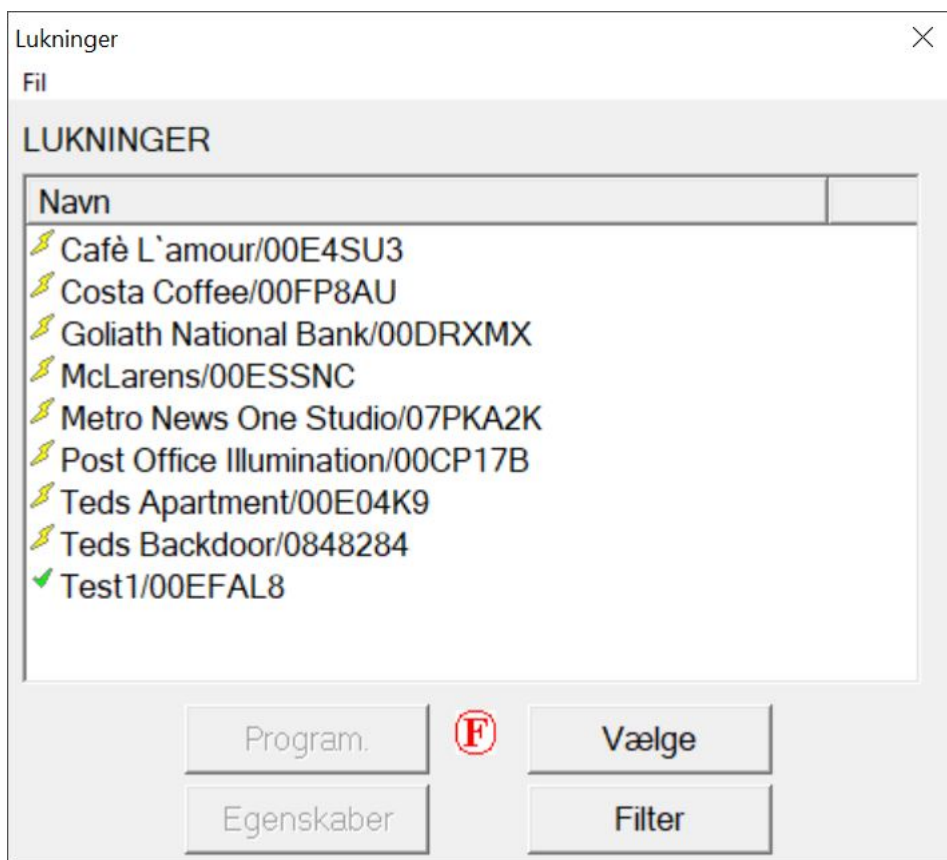 Lukninger
Fil
LUKNINGER
Navn
Cafè L`amour/00E4SU3
Costa Coffee/00FP8AU
Goliath National Bank/00DRXMX
McLarens/00ESSNC
Metro News One Studio/07PKA2K
Post Office Illumination/00CP17B
Teds Apartment/00E04K9
Teds Backdoor/0848284
Test1/00EFAL8
Program. F Vælge
Egenskaber Filter